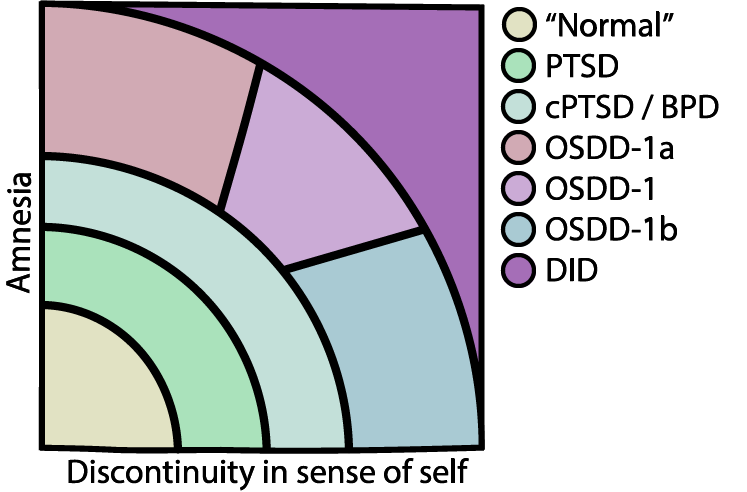 “Normal”
PTSD
cPTSD / BPD
OSDD-1a
OSDD-1
OSDD-1b
DID
Amnesia
Discontinuity in sense of self